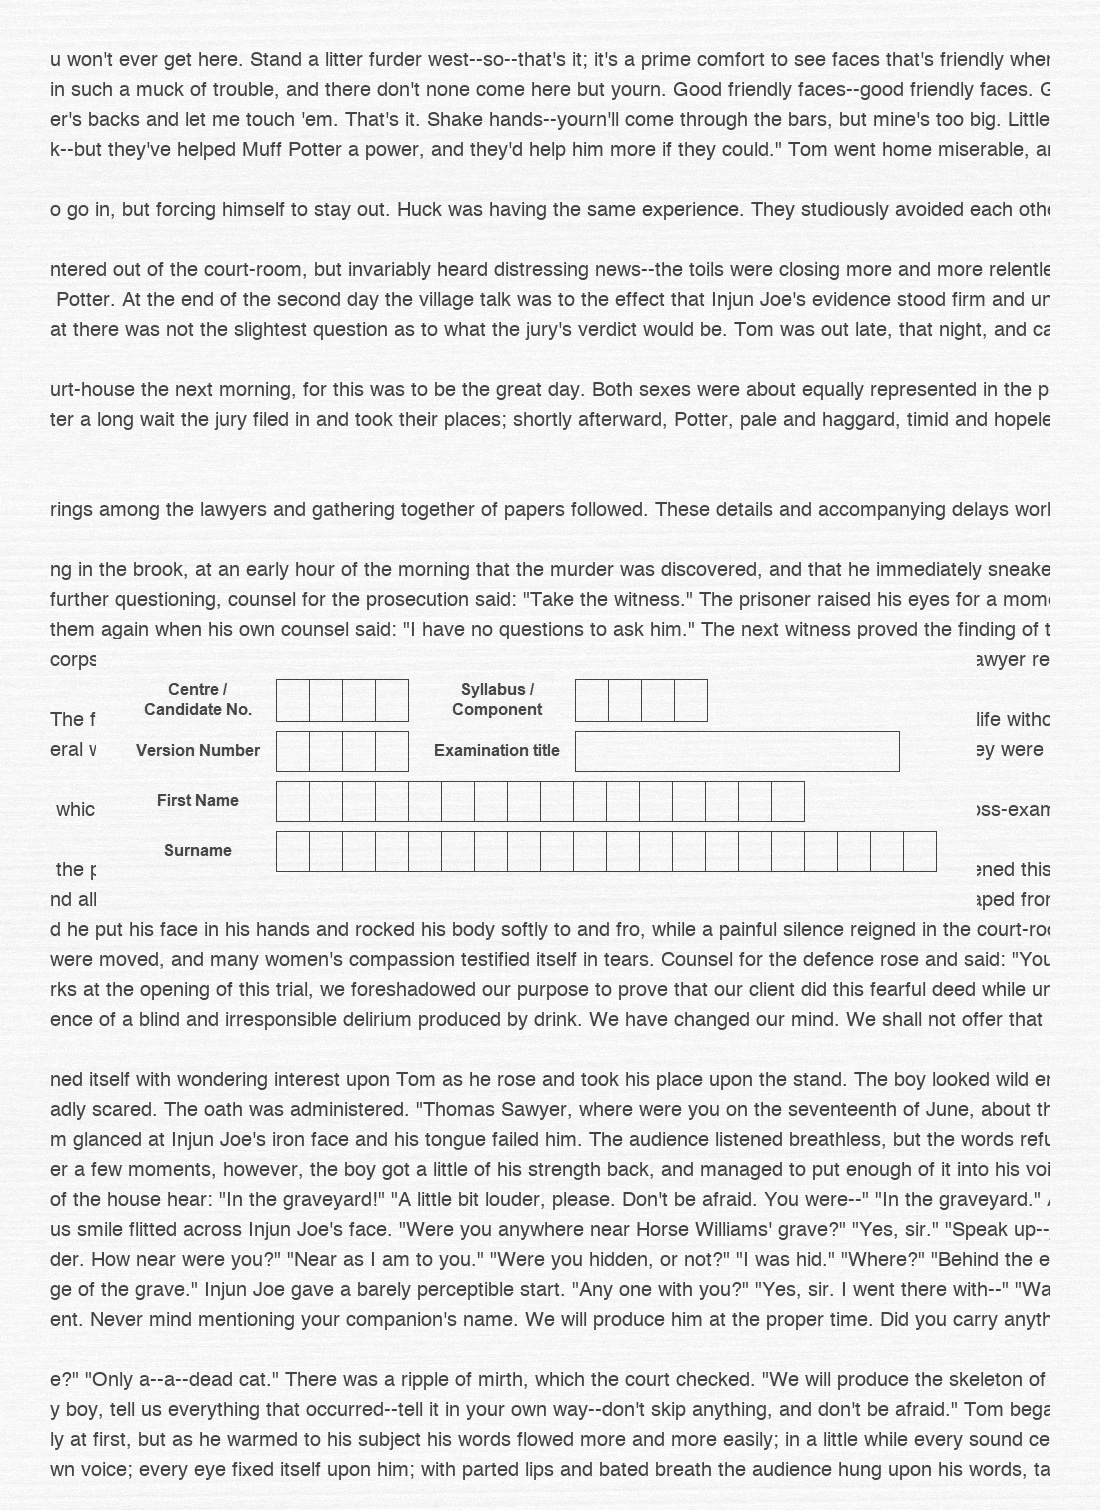 u won't ever get here. Stand a litter furder west--so--that's it; it's a prime comfort to see faces that's friendly
in such a muck of trouble, and there don't none come here but yourn. Good friendly faces--good friendly faces.
er's backs and let me touch 'em. That's it. Shake hands--yourn'll come through the bars, but mine's too big. Little
k--but they've helped Muff Potter a power, and they'd help him more if they could." Tom went home miserable,
o go in, but forcing himself to stay out. Huck was having the same experience. They studiously avoided each
ntered out of the court-room, but invariably heard distressing news--the toils were closing more and more
Potter. At the end of the second day the village talk was to the effect that Injun Joe's evidence stood firm and
at there was not the slightest question as to what the jury's verdict would be. Tom was out late, that night, and
urt-house the next morning, for this was to be the great day. Both sexes were about equally represented in the p
ter a long wait the jury filed in and took their places; shortly afterward, Potter, pale and haggard, timid and
rings among the lawyers and gathering together of papers followed. These details and accompanying delays
ng in the brook, at an early hour of the morning that the murder was discovered, and that he immediately sneake
further questioning, counsel for the prosecution said: "Take the witness." The prisoner raised his eyes for a
them again when his own counsel said: "I have no questions to ask him." The next witness proved the finding of t
corps awyer re
Centre / Syllabus /
Candidate No. Component
The life
eral ey were
Version Number Examination title
First Name
whic oss-exam
Surname
the ened this
nd all aped
d he put his face in his hands and rocked his body softly to and fro, while a painful silence reigned in the
were moved, and many women's compassion testified itself in tears. Counsel for the defence rose and said: "You
rks at the opening of this trial, we foreshadowed our purpose to prove that our client did this fearful deed while
ence of a blind and irresponsible delirium produced by drink. We have changed our mind. We shall not offer that
ned itself with wondering interest upon Tom as he rose and took his place upon the stand. The boy looked wild
adly scared. The oath was administered. "Thomas Sawyer, where were you on the seventeenth of June, about
m glanced at Injun Joe's iron face and his tongue failed him. The audience listened breathless, but the words
er a few moments, however, the boy got a little of his strength back, and managed to put enough of it into his voi
of the house hear: "In the graveyard!" "A little bit louder, please. Don't be afraid. You were--" "In the graveyard."
us smile flitted across Injun Joe's face. "Were you anywhere near Horse Williams' grave?" "Yes, sir." "Speak up--
der. How near were you?" "Near as I am to you." "Were you hidden, or not?" "I was hid." "Where?" "Behind the e
ge of the grave." Injun Joe gave a barely perceptible start. "Any one with you?" "Yes, sir. I went there with--" "Wa
ent. Never mind mentioning your companion's name. We will produce him at the proper time. Did you carry
e?" "Only a--a--dead cat." There was a ripple of mirth, which the court checked. "We will produce the skeleton of
y boy, tell us everything that occurred--tell it in your own way--don't skip anything, and don't be afraid." Tom bega
ly at first, but as he warmed to his subject his words flowed more and more easily; in a little while every sound ce
wn voice; every eye fixed itself upon him; with parted lips and bated breath the audience hung upon his words, ta